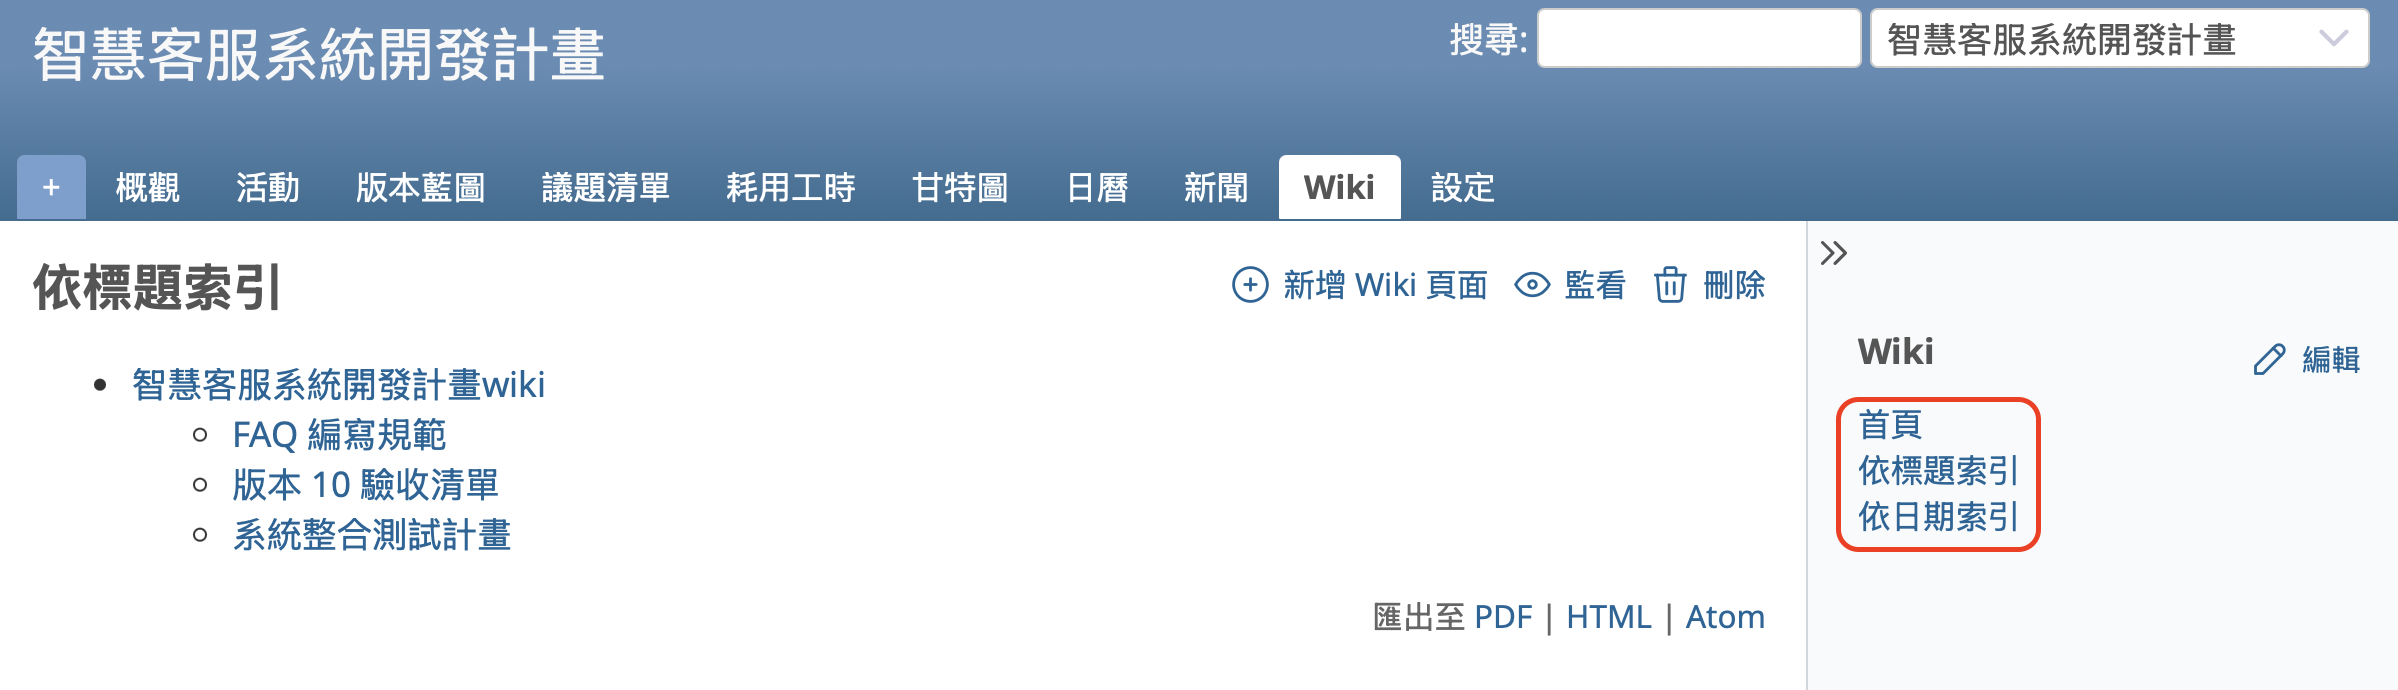 智慧客服系統開發計畫
搜尋:
智慧客服系統開發計畫
+ 概觀 活動 版本藍圖 議題清單 耗用工時 甘特圖 日曆 新聞 Wiki 設定
依標題索引
新增 Wiki 頁面 監看 刪除
智慧客服系統開發計畫wiki
FAQ 編寫規範
版本 10 驗收清單
系統整合測試計畫
匯出至 PDF | HTML | Atom
Wiki
編輯
首頁
依標題索引
依日期索引